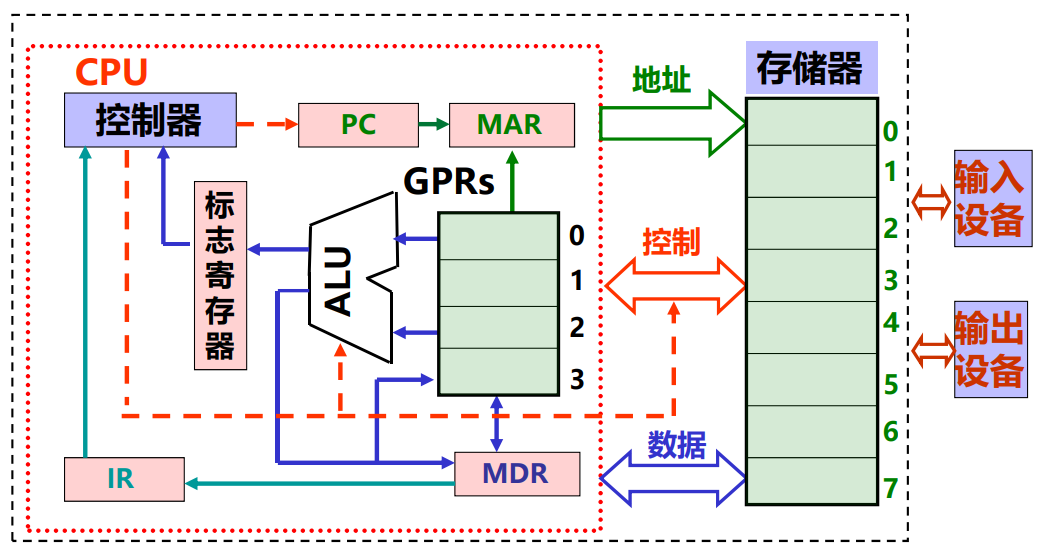 CPU
控制器
PC
MAR
地址
存储器
0
1
2
3
4
5
6
7
输入
设备
输出
设备
标
志
寄
存
器
ALU
GPRs
0
1
2
3
控制
数据
IR
MDR